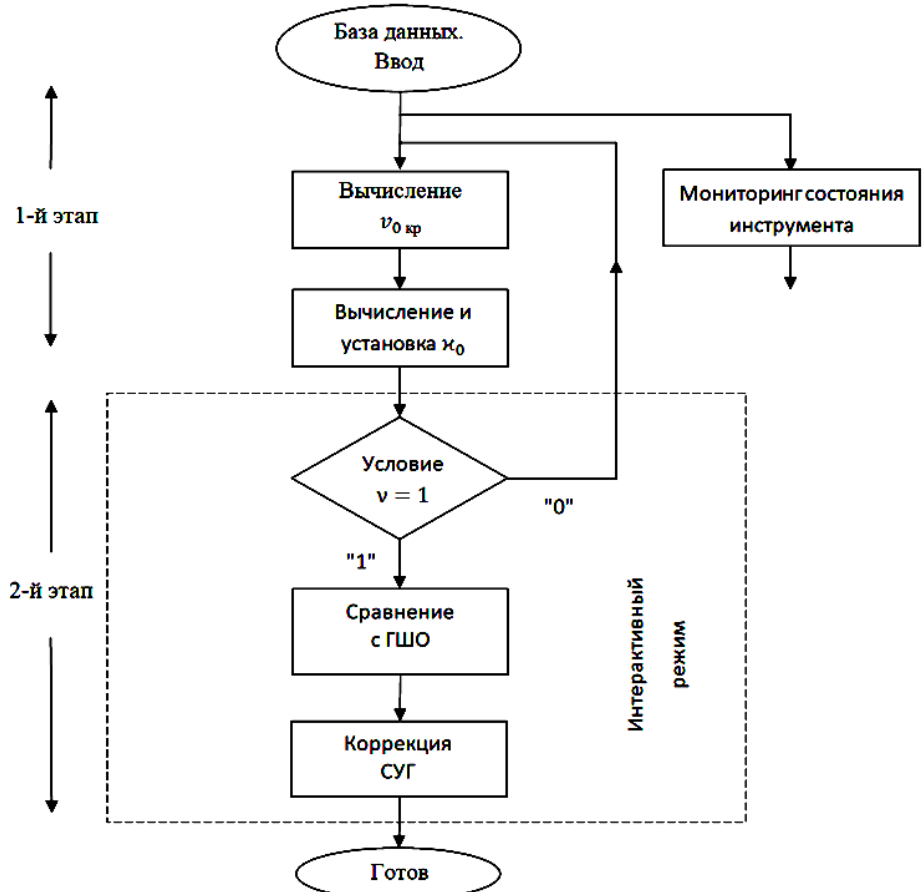 База данных.
Ввод
1-й этап
Вычисление
𝑣₀ кр
Мониторинг состояния
инструмента
Вычисление и
установка ϰ₀
2-й этап
Условие
ν = 1
"0"
"1"
Сравнение
с ГШО
Интерактивный
режим
Коррекция
СУГ
Готов